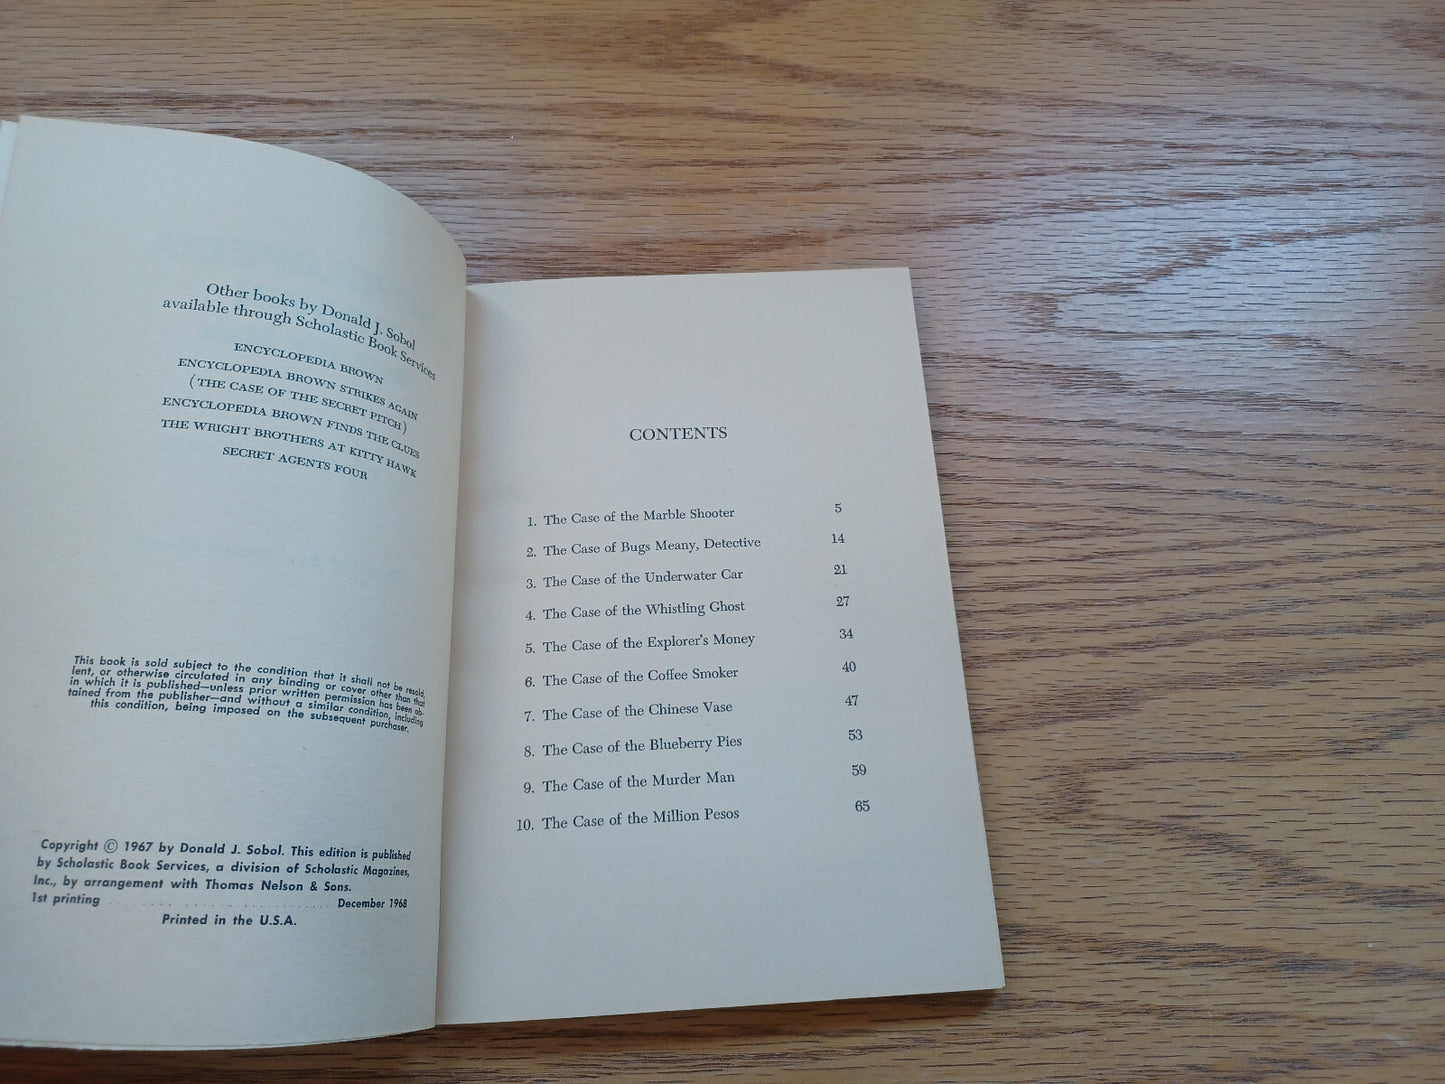 Other books by Donald J. Sobol
available through Scholastic Book Services
ENCYCLOPEDIA BROWN
ENCYCLOPEDIA BROWN STRIKES AGAIN
(THE CASE OF THE SECRET PITCH)
ENCYCLOPEDIA BROWN FINDS THE CLUES
THE WRIGHT BROTHERS AT KITTY HAWK
SECRET AGENTS FOUR
This book is sold subject to the condition that it shall not be resold,
lent, or otherwise circulated in any binding or cover other than that
in which it is published—unless prior written permission has been ob-
tained from the publisher—and without a similar condition, including
this condition, being imposed on the subsequent purchaser.
Copyright © 1967 by Donald J. Sobol. This edition is published
by Scholastic Book Services, a division of Scholastic Magazines,
Inc., by arrangement with Thomas Nelson & Sons.
1st printing . . . . . . . . . . . . . . . . . . . . . . . . . . . . December 1968
Printed in the U.S.A.
CONTENTS
1. The Case of the Marble Shooter 5
2. The Case of Bugs Meany, Detective 14
3. The Case of the Underwater Car 21
4. The Case of the Whistling Ghost 27
5. The Case of the Explorer's Money 34
6. The Case of the Coffee Smoker 40
7. The Case of the Chinese Vase 47
8. The Case of the Blueberry Pies 53
9. The Case of the Murder Man 59
10. The Case of the Million Pesos 65